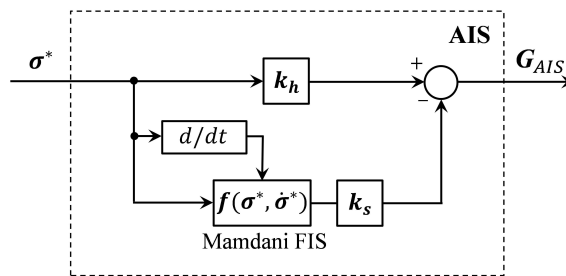 AIS
σ*
k_h
+
G_AIS
−
d/dt
f(σ*, σ̇*)
k_s
Mamdani FIS